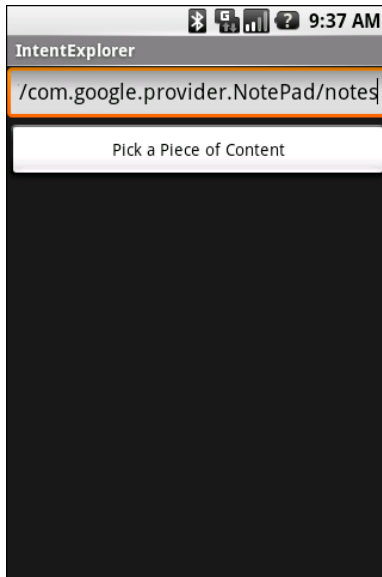 9:37 AM
IntentExplorer
/com.google.provider.NotePad/notes
Pick a Piece of Content